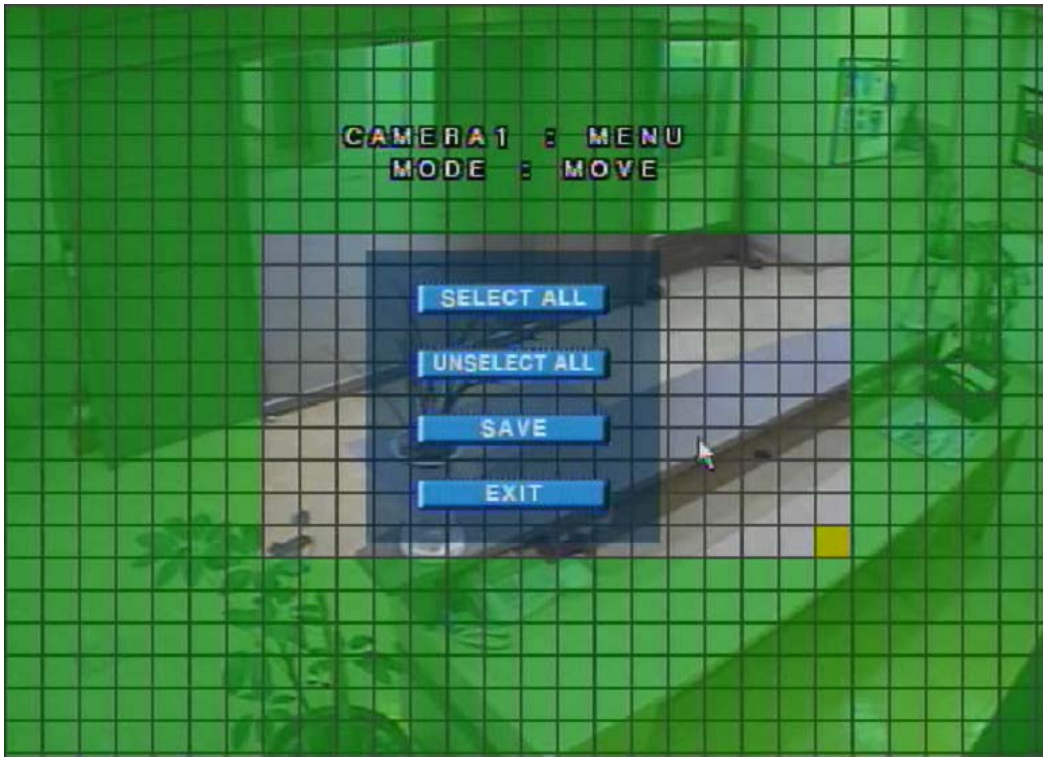 CAMERA1 : MENU
MODE : MOVE
SELECT ALL
UNSELECT ALL
SAVE
EXIT